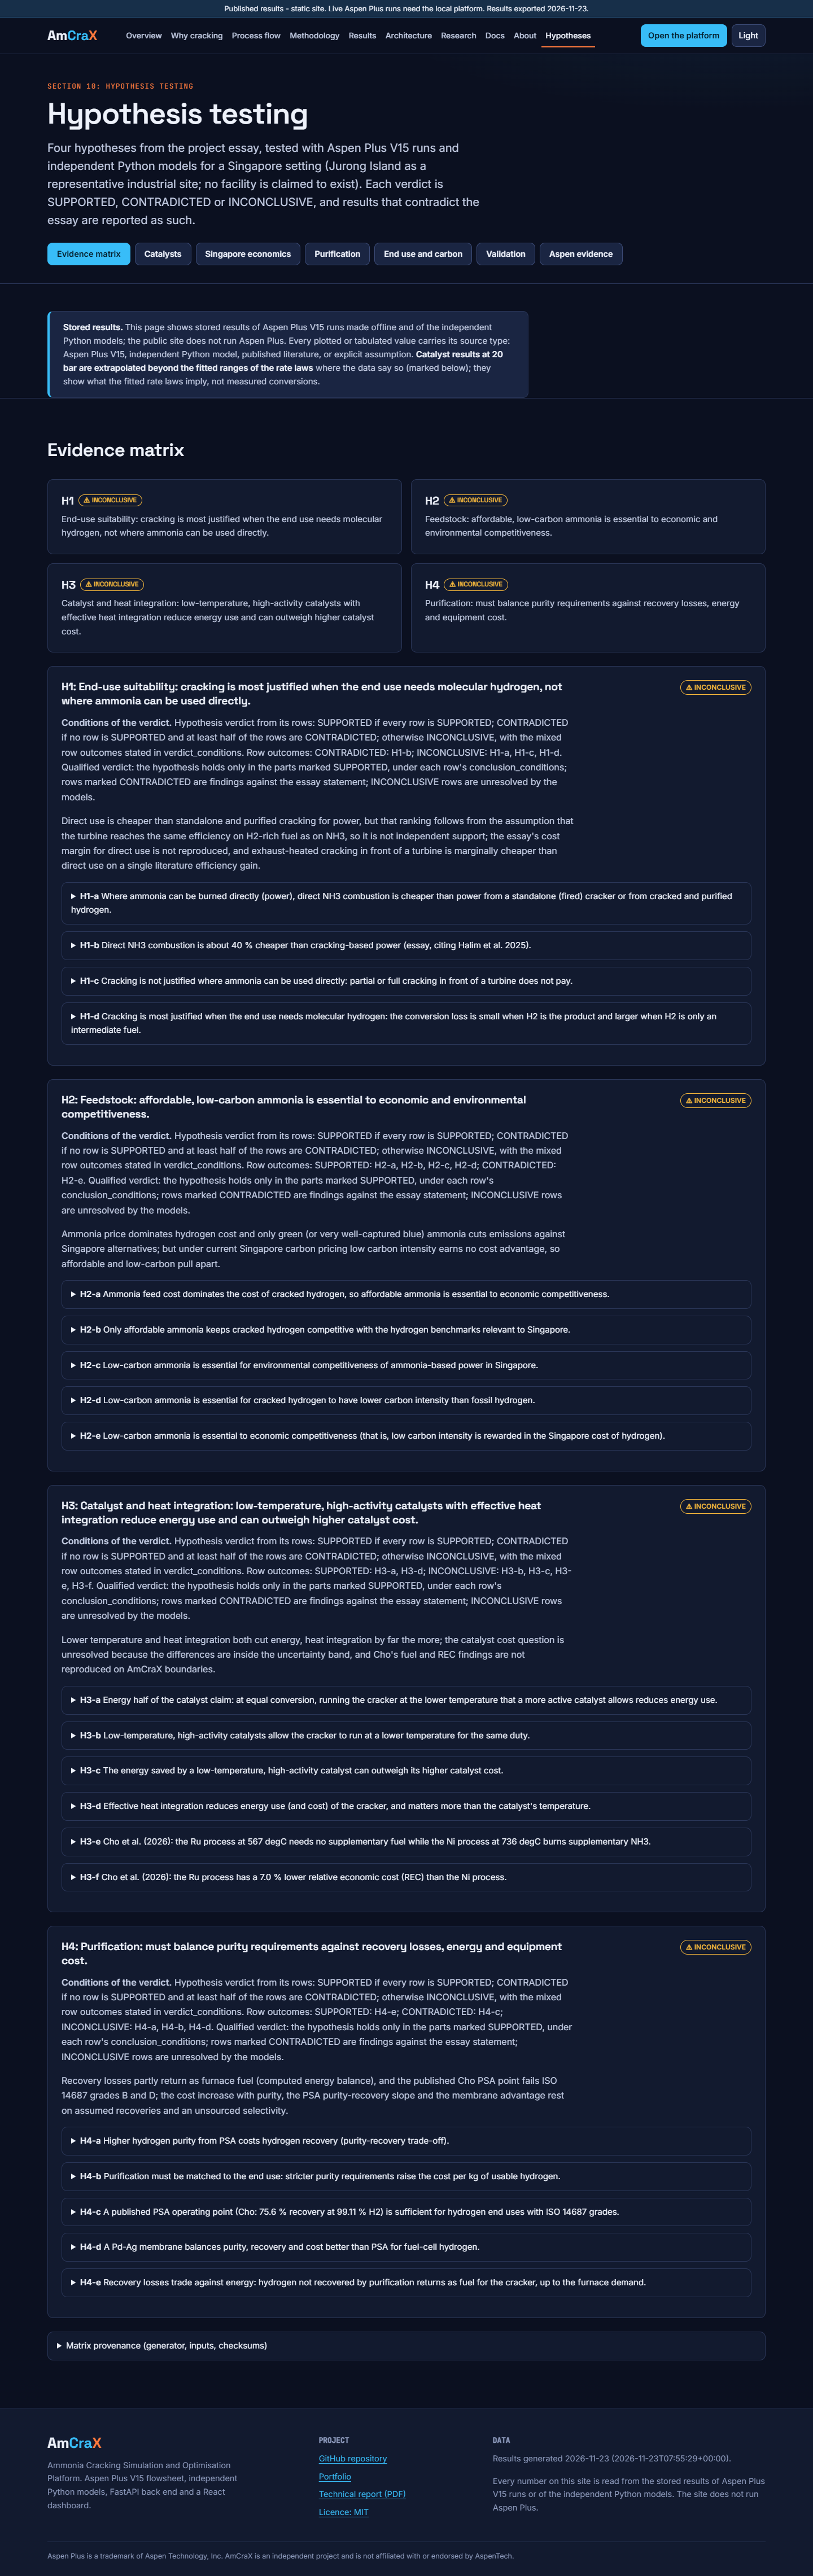 Published results - static site. Live Aspen Plus runs need the local platform. Results exported 2026-11-23.
AmCraX
Overview Why cracking Process flow Methodology Results Architecture Research Docs About Hypotheses
Open the platform
Light
SECTION 10: HYPOTHESIS TESTING
Hypothesis testing
Four hypotheses from the project essay, tested with Aspen Plus V15 runs and
independent Python models for a Singapore setting (Jurong Island as a
representative industrial site; no facility is claimed to exist). Each verdict is
SUPPORTED, CONTRADICTED or INCONCLUSIVE, and results that contradict the
essay are reported as such.
Evidence matrix
Catalysts
Singapore economics
Purification
End use and carbon
Validation
Aspen evidence
Stored results. This page shows stored results of Aspen Plus V15 runs made offline and of the independent
Python models; the public site does not run Aspen Plus. Every plotted or tabulated value carries its source type:
Aspen Plus V15, independent Python model, published literature, or explicit assumption. Catalyst results at 20
bar are extrapolated beyond the fitted ranges of the rate laws where the data say so (marked below); they
show what the fitted rate laws imply, not measured conversions.
Evidence matrix
H1 ⚠ INCONCLUSIVE
End-use suitability: cracking is most justified when the end use needs molecular
hydrogen, not where ammonia can be used directly.
H2 ⚠ INCONCLUSIVE
Feedstock: affordable, low-carbon ammonia is essential to economic and
environmental competitiveness.
H3 ⚠ INCONCLUSIVE
Catalyst and heat integration: low-temperature, high-activity catalysts with
effective heat integration reduce energy use and can outweigh higher catalyst
cost.
H4 ⚠ INCONCLUSIVE
Purification: must balance purity requirements against recovery losses, energy
and equipment cost.
H1: End-use suitability: cracking is most justified when the end use needs molecular hydrogen, not
where ammonia can be used directly.
⚠ INCONCLUSIVE
Conditions of the verdict. Hypothesis verdict from its rows: SUPPORTED if every row is SUPPORTED; CONTRADICTED
if no row is SUPPORTED and at least half of the rows are CONTRADICTED; otherwise INCONCLUSIVE, with the mixed
row outcomes stated in verdict_conditions. Row outcomes: CONTRADICTED: H1-b; INCONCLUSIVE: H1-a, H1-c, H1-d.
Qualified verdict: the hypothesis holds only in the parts marked SUPPORTED, under each row's conclusion_conditions;
rows marked CONTRADICTED are findings against the essay statement; INCONCLUSIVE rows are unresolved by the
models.
Direct use is cheaper than standalone and purified cracking for power, but that ranking follows from the assumption that
the turbine reaches the same efficiency on H2-rich fuel as on NH3, so it is not independent support; the essay's cost
margin for direct use is not reproduced, and exhaust-heated cracking in front of a turbine is marginally cheaper than
direct use on a single literature efficiency gain.
▶ H1-a Where ammonia can be burned directly (power), direct NH3 combustion is cheaper than power from a standalone (fired) cracker or from cracked and purified
hydrogen.
▶ H1-b Direct NH3 combustion is about 40 % cheaper than cracking-based power (essay, citing Halim et al. 2025).
▶ H1-c Cracking is not justified where ammonia can be used directly: partial or full cracking in front of a turbine does not pay.
▶ H1-d Cracking is most justified when the end use needs molecular hydrogen: the conversion loss is small when H2 is the product and larger when H2 is only an
intermediate fuel.
H2: Feedstock: affordable, low-carbon ammonia is essential to economic and environmental
competitiveness.
⚠ INCONCLUSIVE
Conditions of the verdict. Hypothesis verdict from its rows: SUPPORTED if every row is SUPPORTED; CONTRADICTED
if no row is SUPPORTED and at least half of the rows are CONTRADICTED; otherwise INCONCLUSIVE, with the mixed
row outcomes stated in verdict_conditions. Row outcomes: SUPPORTED: H2-a, H2-b, H2-c, H2-d; CONTRADICTED:
H2-e. Qualified verdict: the hypothesis holds only in the parts marked SUPPORTED, under each row's
conclusion_conditions; rows marked CONTRADICTED are findings against the essay statement; INCONCLUSIVE rows
are unresolved by the models.
Ammonia price dominates hydrogen cost and only green (or very well-captured blue) ammonia cuts emissions against
Singapore alternatives; but under current Singapore carbon pricing low carbon intensity earns no cost advantage, so
affordable and low-carbon pull apart.
▶ H2-a Ammonia feed cost dominates the cost of cracked hydrogen, so affordable ammonia is essential to economic competitiveness.
▶ H2-b Only affordable ammonia keeps cracked hydrogen competitive with the hydrogen benchmarks relevant to Singapore.
▶ H2-c Low-carbon ammonia is essential for environmental competitiveness of ammonia-based power in Singapore.
▶ H2-d Low-carbon ammonia is essential for cracked hydrogen to have lower carbon intensity than fossil hydrogen.
▶ H2-e Low-carbon ammonia is essential to economic competitiveness (that is, low carbon intensity is rewarded in the Singapore cost of hydrogen).
H3: Catalyst and heat integration: low-temperature, high-activity catalysts with effective heat
integration reduce energy use and can outweigh higher catalyst cost.
⚠ INCONCLUSIVE
Conditions of the verdict. Hypothesis verdict from its rows: SUPPORTED if every row is SUPPORTED; CONTRADICTED
if no row is SUPPORTED and at least half of the rows are CONTRADICTED; otherwise INCONCLUSIVE, with the mixed
row outcomes stated in verdict_conditions. Row outcomes: SUPPORTED: H3-a, H3-d; INCONCLUSIVE: H3-b, H3-c, H3-
e, H3-f. Qualified verdict: the hypothesis holds only in the parts marked SUPPORTED, under each row's
conclusion_conditions; rows marked CONTRADICTED are findings against the essay statement; INCONCLUSIVE rows
are unresolved by the models.
Lower temperature and heat integration both cut energy, heat integration by far the more; the catalyst cost question is
unresolved because the differences are inside the uncertainty band, and Cho's fuel and REC findings are not
reproduced on AmCraX boundaries.
▶ H3-a Energy half of the catalyst claim: at equal conversion, running the cracker at the lower temperature that a more active catalyst allows reduces energy use.
▶ H3-b Low-temperature, high-activity catalysts allow the cracker to run at a lower temperature for the same duty.
▶ H3-c The energy saved by a low-temperature, high-activity catalyst can outweigh its higher catalyst cost.
▶ H3-d Effective heat integration reduces energy use (and cost) of the cracker, and matters more than the catalyst's temperature.
▶ H3-e Cho et al. (2026): the Ru process at 567 degC needs no supplementary fuel while the Ni process at 736 degC burns supplementary NH3.
▶ H3-f Cho et al. (2026): the Ru process has a 7.0 % lower relative economic cost (REC) than the Ni process.
H4: Purification: must balance purity requirements against recovery losses, energy and equipment
cost.
⚠ INCONCLUSIVE
Conditions of the verdict. Hypothesis verdict from its rows: SUPPORTED if every row is SUPPORTED; CONTRADICTED
if no row is SUPPORTED and at least half of the rows are CONTRADICTED; otherwise INCONCLUSIVE, with the mixed
row outcomes stated in verdict_conditions. Row outcomes: SUPPORTED: H4-e; CONTRADICTED: H4-c;
INCONCLUSIVE: H4-a, H4-b, H4-d. Qualified verdict: the hypothesis holds only in the parts marked SUPPORTED, under
each row's conclusion_conditions; rows marked CONTRADICTED are findings against the essay statement;
INCONCLUSIVE rows are unresolved by the models.
Recovery losses partly return as furnace fuel (computed energy balance), and the published Cho PSA point fails ISO
14687 grades B and D; the cost increase with purity, the PSA purity-recovery slope and the membrane advantage rest
on assumed recoveries and an unsourced selectivity.
▶ H4-a Higher hydrogen purity from PSA costs hydrogen recovery (purity-recovery trade-off).
▶ H4-b Purification must be matched to the end use: stricter purity requirements raise the cost per kg of usable hydrogen.
▶ H4-c A published PSA operating point (Cho: 75.6 % recovery at 99.11 % H2) is sufficient for hydrogen end uses with ISO 14687 grades.
▶ H4-d A Pd-Ag membrane balances purity, recovery and cost better than PSA for fuel-cell hydrogen.
▶ H4-e Recovery losses trade against energy: hydrogen not recovered by purification returns as fuel for the cracker, up to the furnace demand.
▶ Matrix provenance (generator, inputs, checksums)
AmCraX
Ammonia Cracking Simulation and Optimisation
Platform. Aspen Plus V15 flowsheet, independent
Python models, FastAPI back end and a React
dashboard.
PROJECT
GitHub repository
Portfolio
Technical report (PDF)
Licence: MIT
DATA
Results generated 2026-11-23 (2026-11-23T07:55:29+00:00).
Every number on this site is read from the stored results of Aspen Plus
V15 runs or of the independent Python models. The site does not run
Aspen Plus.
Aspen Plus is a trademark of Aspen Technology, Inc. AmCraX is an independent project and is not affiliated with or endorsed by AspenTech.